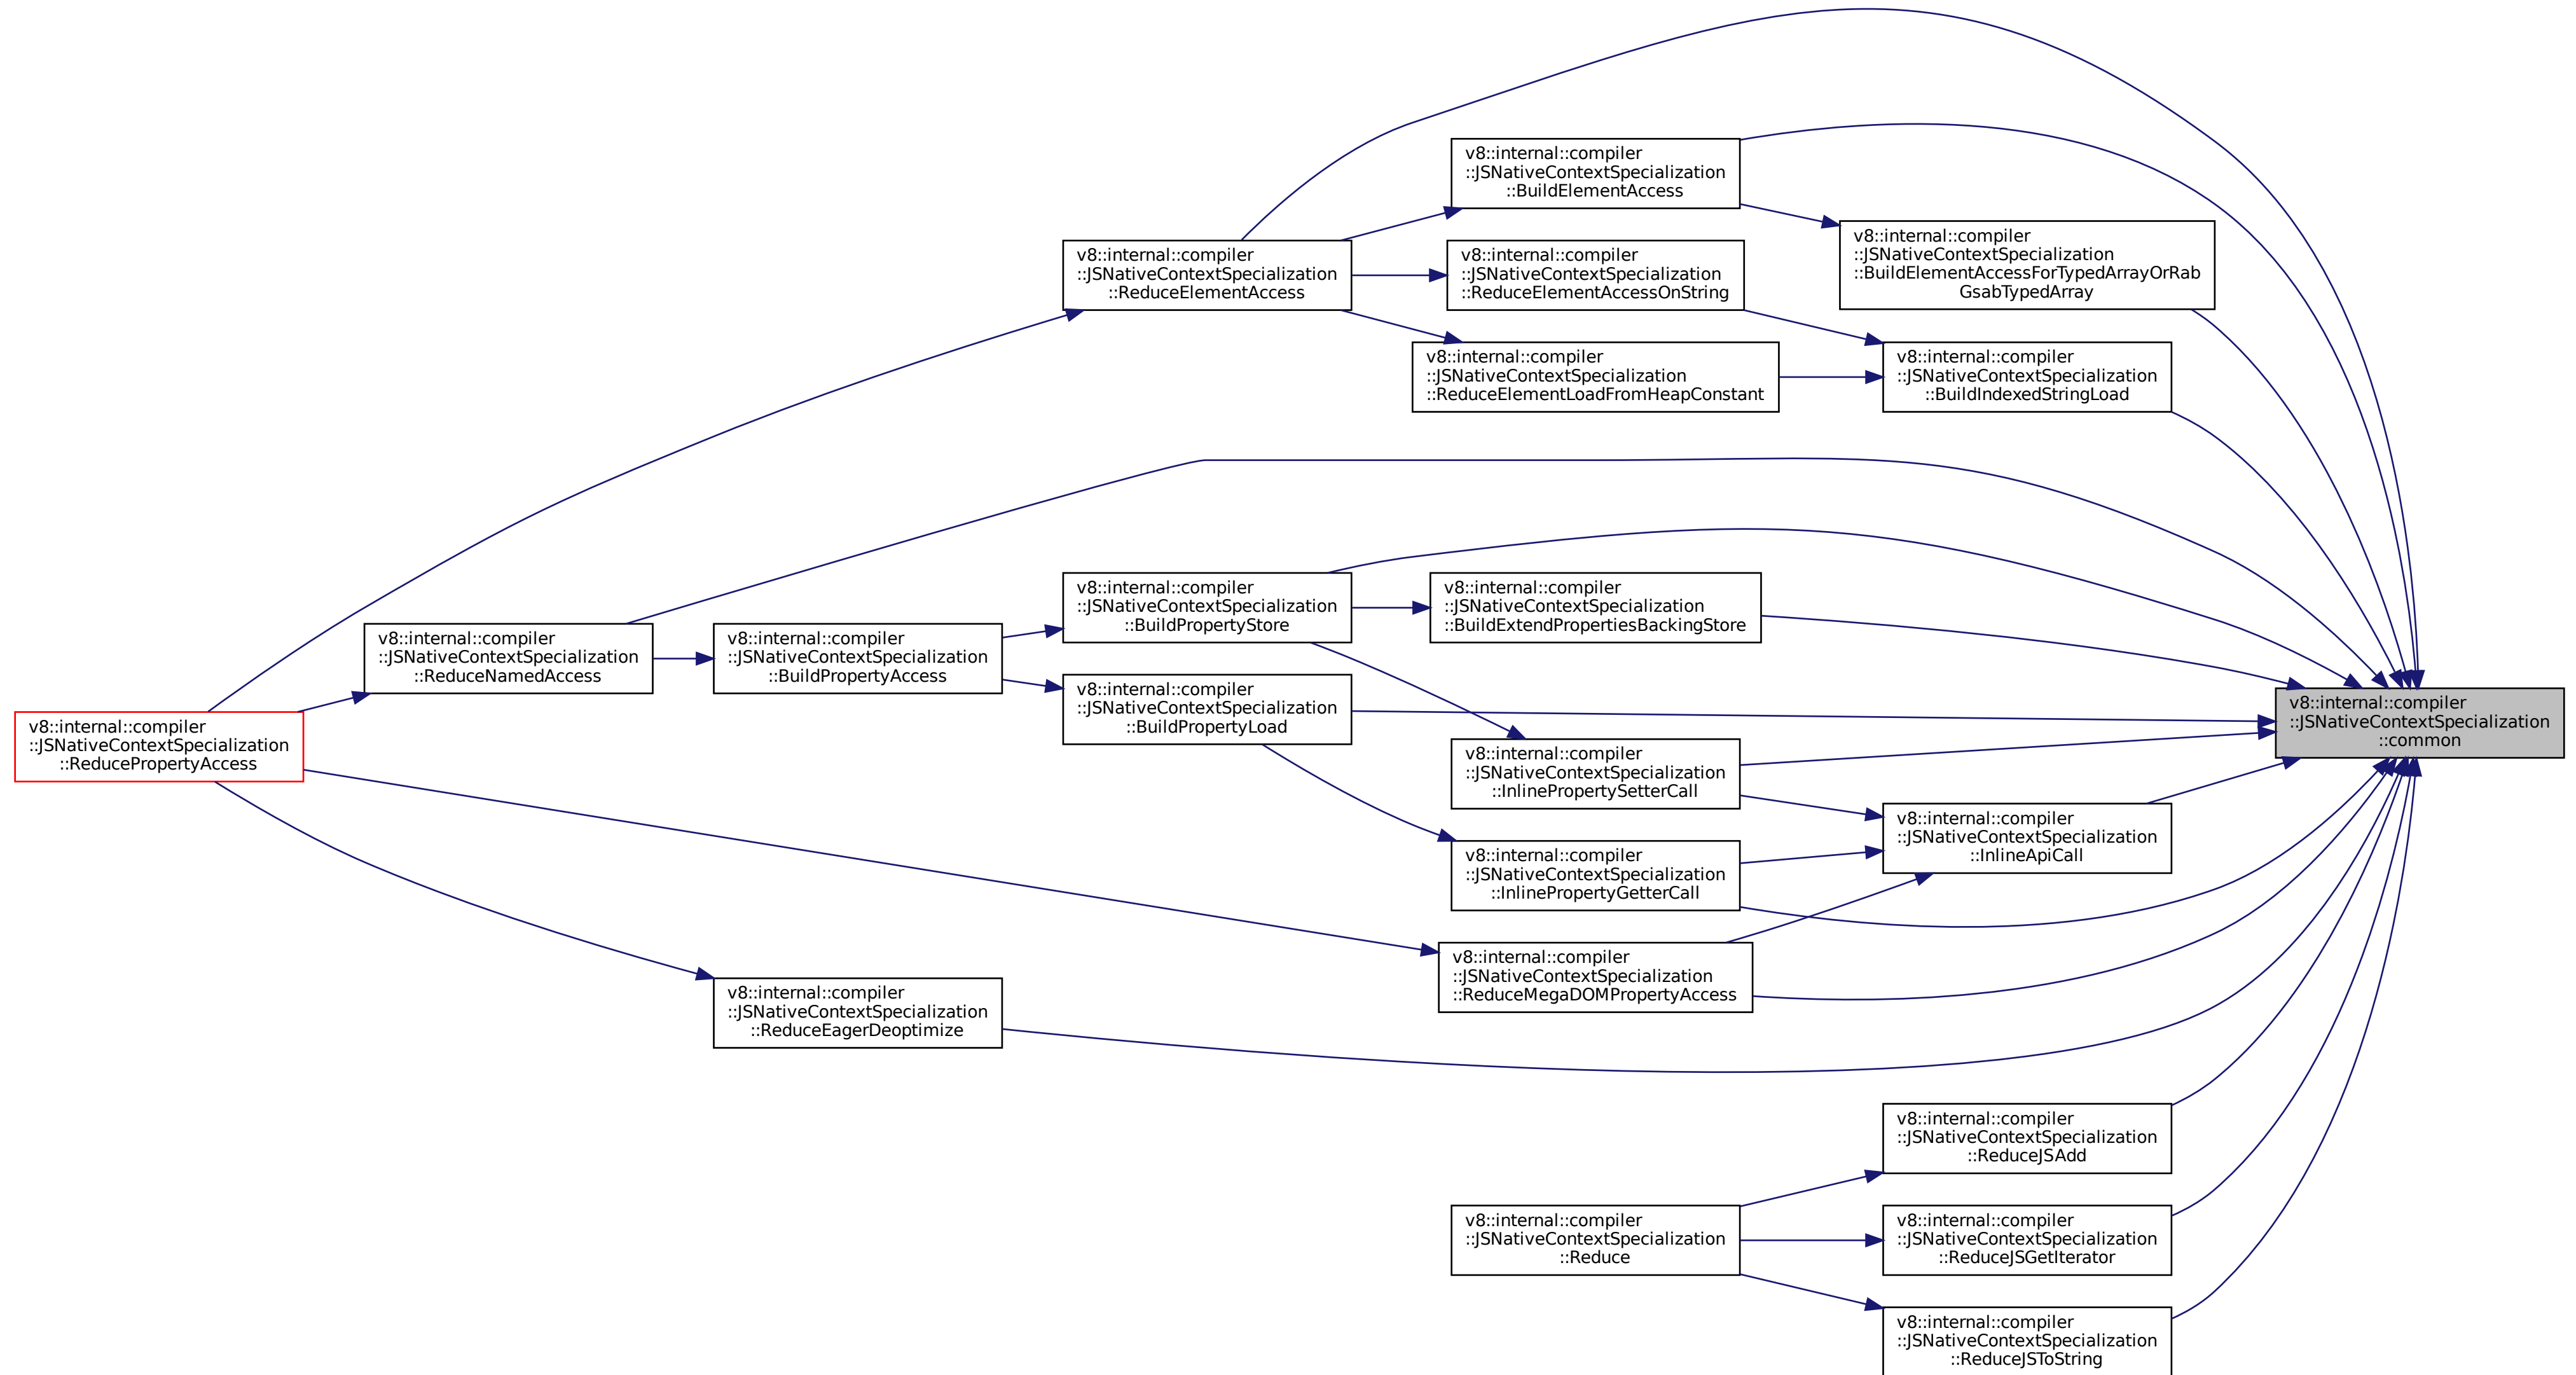 v8::internal::compiler
::JSNativeContextSpecialization
::BuildElementAccess
v8::internal::compiler
::JSNativeContextSpecialization
::BuildElementAccessForTypedArrayOrRab
GsabTypedArray
v8::internal::compiler
::JSNativeContextSpecialization
::ReduceElementAccess
v8::internal::compiler
::JSNativeContextSpecialization
::ReduceElementAccessOnString
v8::internal::compiler
::JSNativeContextSpecialization
::ReduceElementLoadFromHeapConstant
v8::internal::compiler
::JSNativeContextSpecialization
::BuildIndexedStringLoad
v8::internal::compiler
::JSNativeContextSpecialization
::BuildPropertyStore
v8::internal::compiler
::JSNativeContextSpecialization
::BuildExtendPropertiesBackingStore
v8::internal::compiler
::JSNativeContextSpecialization
::ReduceNamedAccess
v8::internal::compiler
::JSNativeContextSpecialization
::BuildPropertyAccess
v8::internal::compiler
::JSNativeContextSpecialization
::BuildPropertyLoad
v8::internal::compiler
::JSNativeContextSpecialization
::common
v8::internal::compiler
::JSNativeContextSpecialization
::ReducePropertyAccess
v8::internal::compiler
::JSNativeContextSpecialization
::InlinePropertySetterCall
v8::internal::compiler
::JSNativeContextSpecialization
::InlineApiCall
v8::internal::compiler
::JSNativeContextSpecialization
::InlinePropertyGetterCall
v8::internal::compiler
::JSNativeContextSpecialization
::ReduceMegaDOMPropertyAccess
v8::internal::compiler
::JSNativeContextSpecialization
::ReduceEagerDeoptimize
v8::internal::compiler
::JSNativeContextSpecialization
::ReduceJSAdd
v8::internal::compiler
::JSNativeContextSpecialization
::Reduce
v8::internal::compiler
::JSNativeContextSpecialization
::ReduceJSGetIterator
v8::internal::compiler
::JSNativeContextSpecialization
::ReduceJSToString